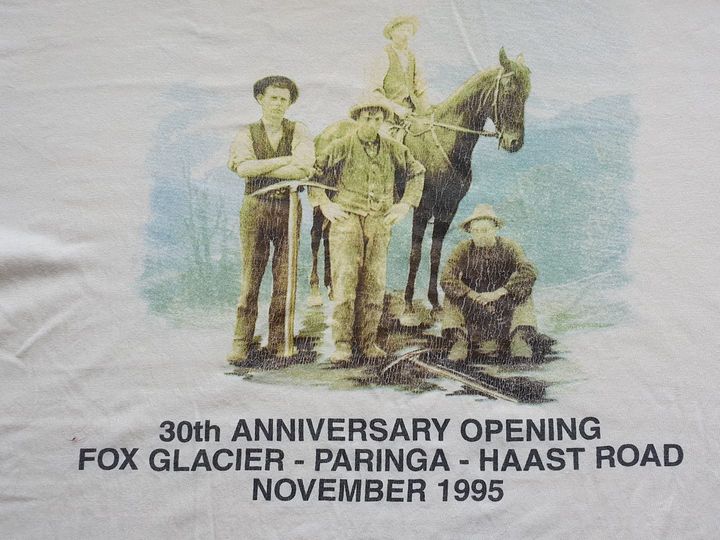 30th ANNIVERSARY OPENING
FOX GLACIER - PARINGA - HAAST ROAD
NOVEMBER 1995